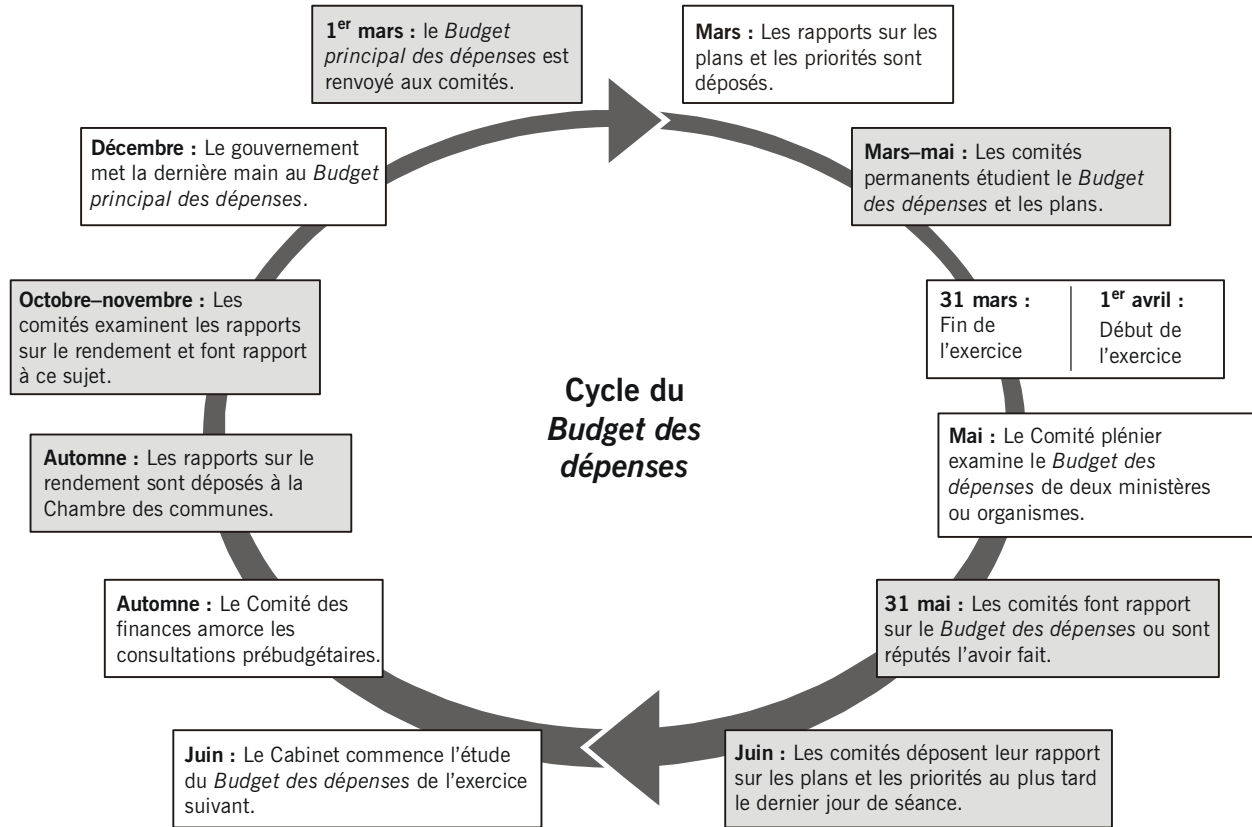 1er mars : le Budget
principal des dépenses est
renvoyé aux comités.
Mars : Les rapports sur les
plans et les priorités sont
déposés.
Mars–mai : Les comités
permanents étudient le Budget
des dépenses et les plans.
31 mars :
Fin de
l'exercice
1er avril :
Début de
l'exercice
Mai : Le Comité plénier
examine le Budget des
dépenses de deux ministères
ou organismes.
31 mai : Les comités font rapport
sur le Budget des dépenses ou sont
réputés l'avoir fait.
Juin : Les comités déposent leur rapport
sur les plans et les priorités au plus tard
le dernier jour de séance.
Juin : Le Cabinet commence l'étude
du Budget des dépenses de l'exercice
suivant.
Automne : Le Comité des
finances amorce les
consultations prébudgétaires.
Automne : Les rapports sur le
rendement sont déposés à la
Chambre des communes.
Octobre–novembre : Les
comités examinent les rapports
sur le rendement et font rapport
à ce sujet.
Décembre : Le gouvernement
met la dernière main au Budget
principal des dépenses.
Cycle du
Budget des
dépenses